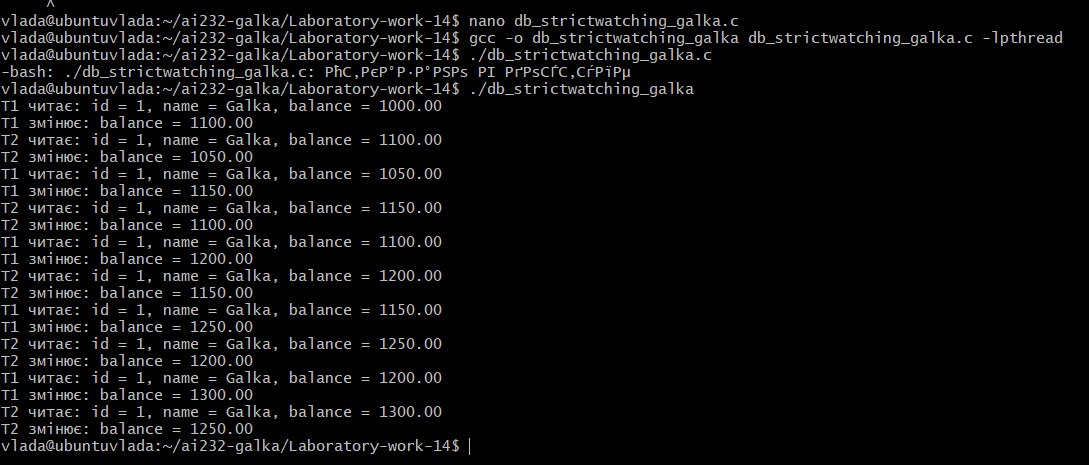 ^
vlada@ubuntuvlada:~/ai232-galka/Laboratory-work-14$ nano db_strictwatching_galka.c
vlada@ubuntuvlada:~/ai232-galka/Laboratory-work-14$ gcc -o db_strictwatching_galka db_strictwatching_galka.c -lpthread
vlada@ubuntuvlada:~/ai232-galka/Laboratory-work-14$ ./db_strictwatching_galka.c
-bash: ./db_strictwatching_galka.c: РћС‚РєР°Р·Р°РЅРѕ РІ РґРѕСЃС‚СѓРїРµ
vlada@ubuntuvlada:~/ai232-galka/Laboratory-work-14$ ./db_strictwatching_galka
T1 читає: id = 1, name = Galka, balance = 1000.00
T1 змінює: balance = 1100.00
T2 читає: id = 1, name = Galka, balance = 1100.00
T2 змінює: balance = 1050.00
T1 читає: id = 1, name = Galka, balance = 1050.00
T1 змінює: balance = 1150.00
T2 читає: id = 1, name = Galka, balance = 1150.00
T2 змінює: balance = 1100.00
T1 читає: id = 1, name = Galka, balance = 1100.00
T1 змінює: balance = 1200.00
T2 читає: id = 1, name = Galka, balance = 1200.00
T2 змінює: balance = 1150.00
T1 читає: id = 1, name = Galka, balance = 1150.00
T1 змінює: balance = 1250.00
T2 читає: id = 1, name = Galka, balance = 1250.00
T2 змінює: balance = 1200.00
T1 читає: id = 1, name = Galka, balance = 1200.00
T1 змінює: balance = 1300.00
T2 читає: id = 1, name = Galka, balance = 1300.00
T2 змінює: balance = 1250.00
vlada@ubuntuvlada:~/ai232-galka/Laboratory-work-14$